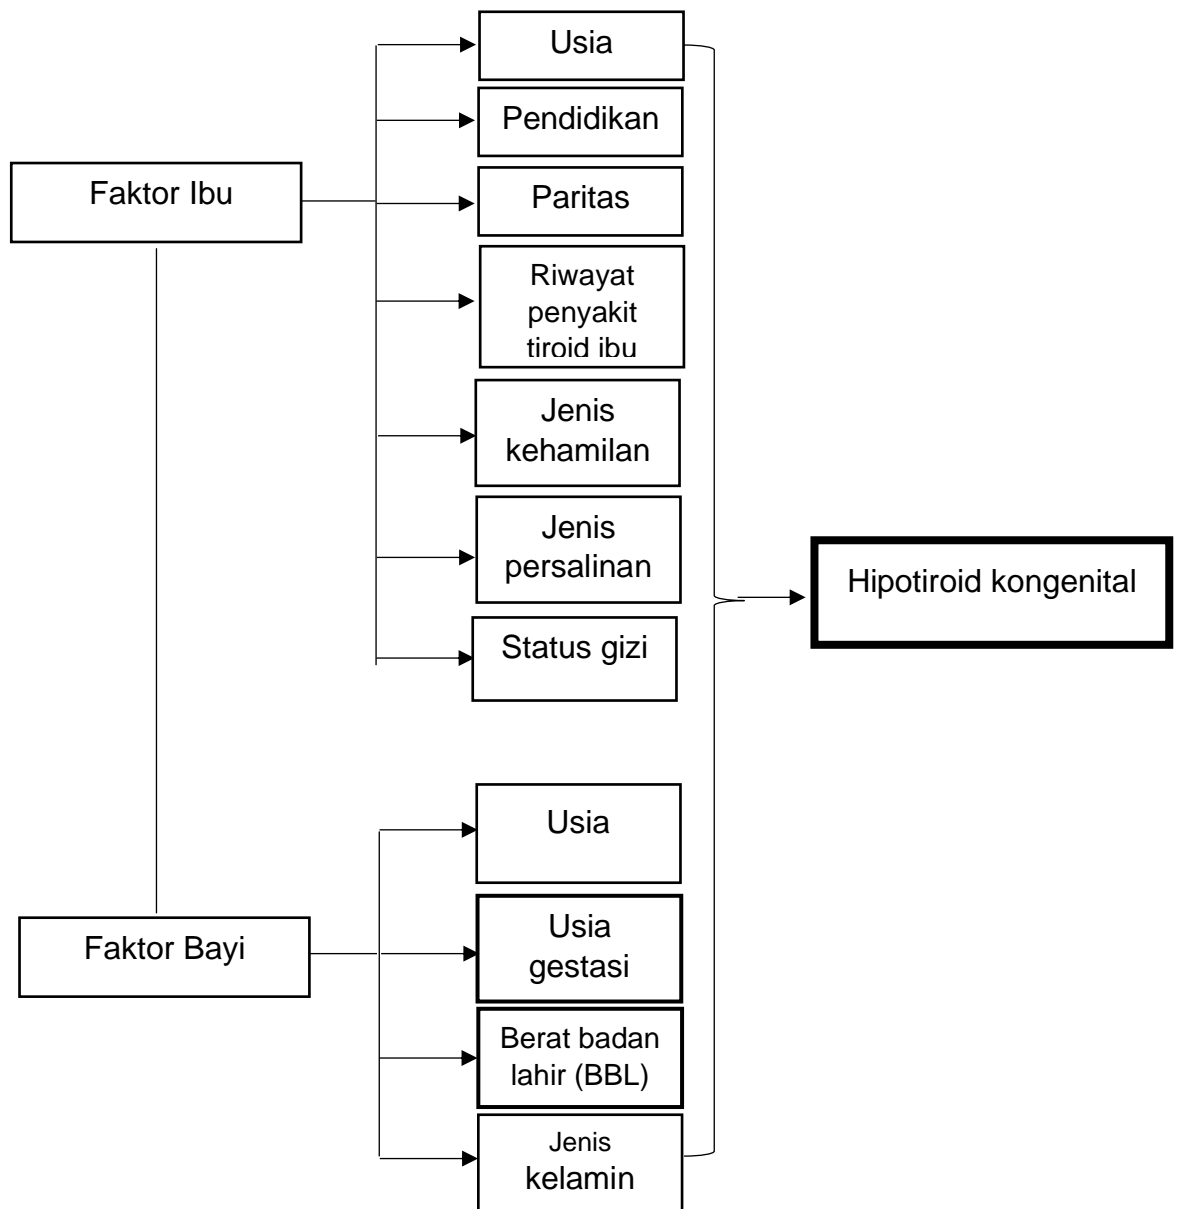 Usia
Pendidikan
Faktor Ibu
Paritas
Riwayat
penyakit
tiroid ibu
Jenis
kehamilan
Jenis
persalinan
Hipotiroid kongenital
Status gizi
Usia
Faktor Bayi
Usia
gestasi
Berat badan
lahir (BBL)
Jenis
kelamin